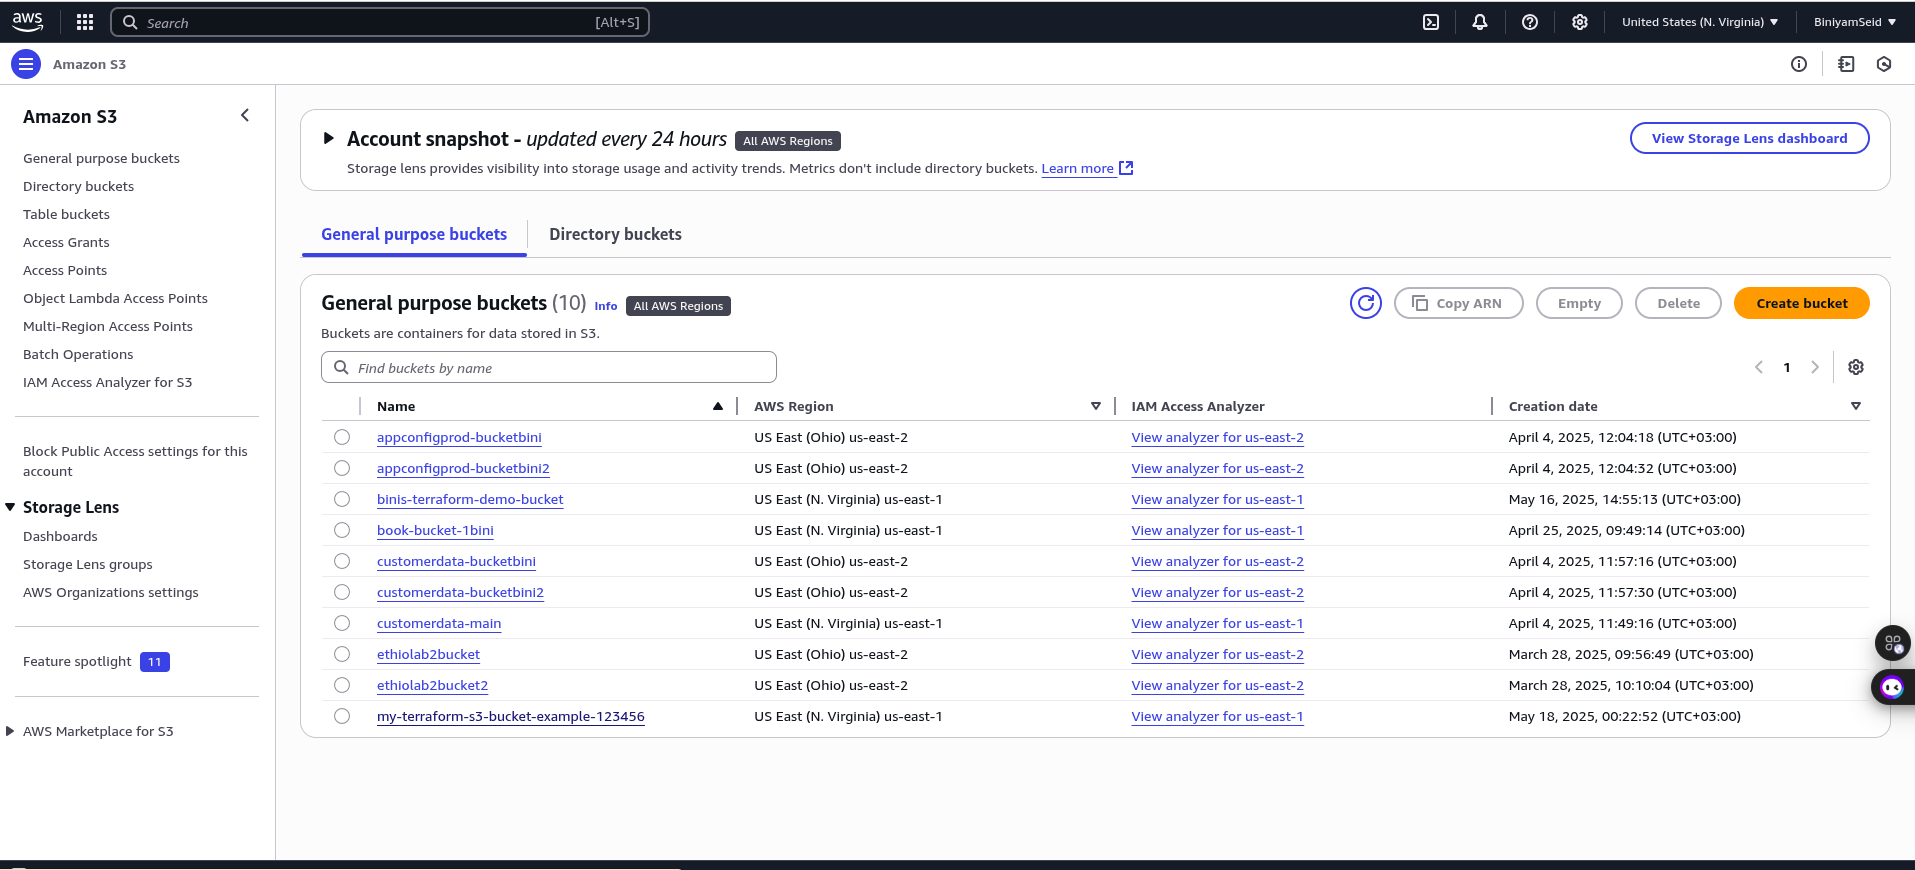 aws
Search [Alt+S] United States (N. Virginia) BiniyamSeid
Amazon S3
Amazon S3
General purpose buckets
Directory buckets
Table buckets
Access Grants
Access Points
Object Lambda Access Points
Multi-Region Access Points
Batch Operations
IAM Access Analyzer for S3
Block Public Access settings for this
account
Storage Lens
Dashboards
Storage Lens groups
AWS Organizations settings
Feature spotlight 11
AWS Marketplace for S3
Account snapshot - updated every 24 hours All AWS Regions View Storage Lens dashboard
Storage lens provides visibility into storage usage and activity trends. Metrics don't include directory buckets. Learn more
General purpose buckets Directory buckets
General purpose buckets (10) Info All AWS Regions Copy ARN Empty Delete Create bucket
Buckets are containers for data stored in S3.
Find buckets by name 1
Name AWS Region IAM Access Analyzer Creation date
appconfigprod-bucketbini US East (Ohio) us-east-2 View analyzer for us-east-2 April 4, 2025, 12:04:18 (UTC+03:00)
appconfigprod-bucketbini2 US East (Ohio) us-east-2 View analyzer for us-east-2 April 4, 2025, 12:04:32 (UTC+03:00)
binis-terraform-demo-bucket US East (N. Virginia) us-east-1 View analyzer for us-east-1 May 16, 2025, 14:55:13 (UTC+03:00)
book-bucket-1bini US East (N. Virginia) us-east-1 View analyzer for us-east-1 April 25, 2025, 09:49:14 (UTC+03:00)
customerdata-bucketbini US East (Ohio) us-east-2 View analyzer for us-east-2 April 4, 2025, 11:57:16 (UTC+03:00)
customerdata-bucketbini2 US East (Ohio) us-east-2 View analyzer for us-east-2 April 4, 2025, 11:57:30 (UTC+03:00)
customerdata-main US East (N. Virginia) us-east-1 View analyzer for us-east-1 April 4, 2025, 11:49:16 (UTC+03:00)
ethiolab2bucket US East (Ohio) us-east-2 View analyzer for us-east-2 March 28, 2025, 09:56:49 (UTC+03:00)
ethiolab2bucket2 US East (Ohio) us-east-2 View analyzer for us-east-2 March 28, 2025, 10:10:04 (UTC+03:00)
my-terraform-s3-bucket-example-123456 US East (N. Virginia) us-east-1 View analyzer for us-east-1 May 18, 2025, 00:22:52 (UTC+03:00)